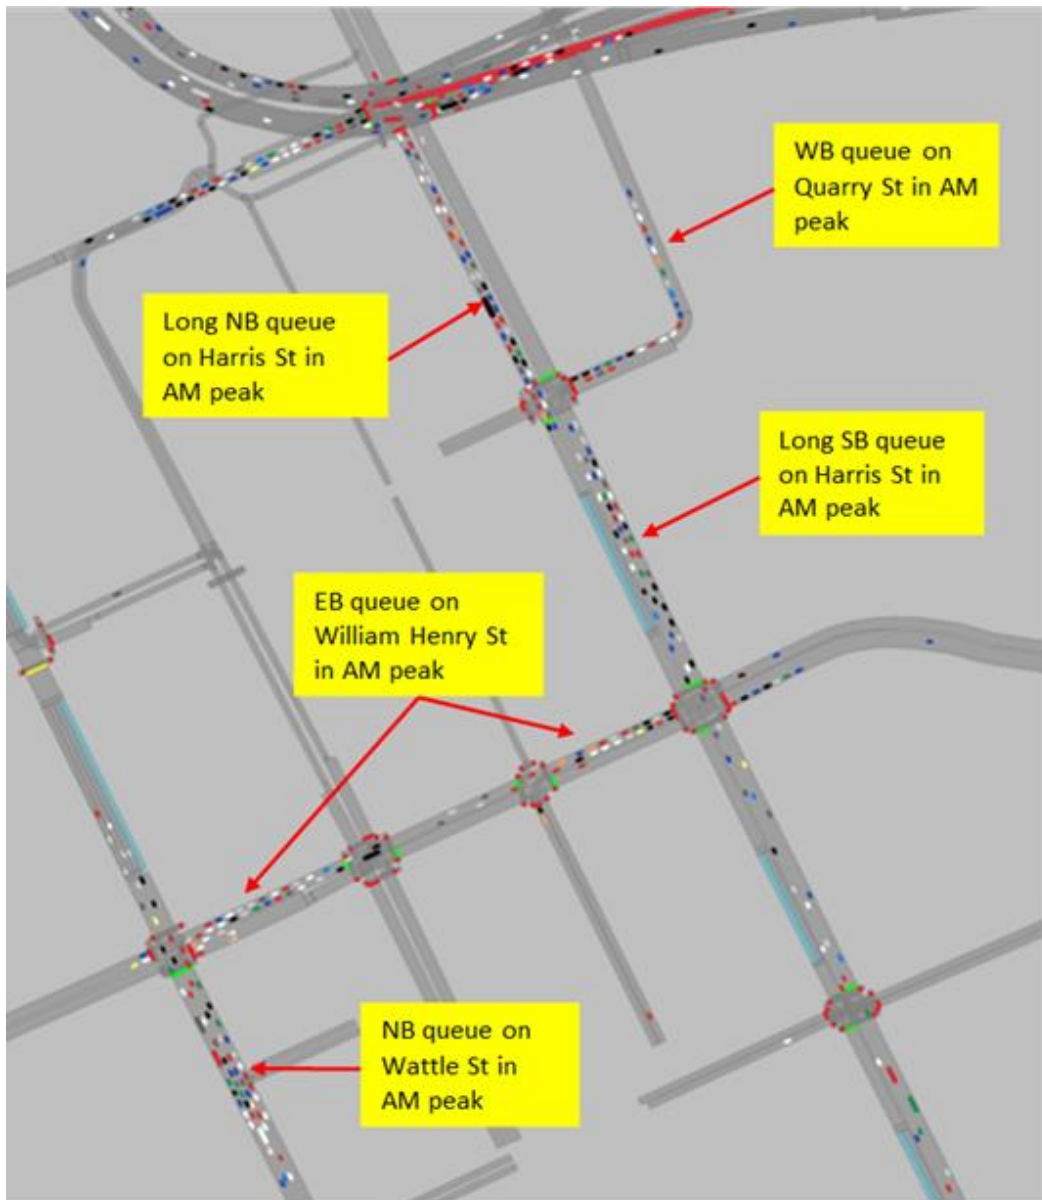 WB queue on
Quarry St in AM
peak
Long NB queue
on Harris St in
AM peak
Long SB queue
on Harris St in
AM peak
EB queue on
William Henry St
in AM peak
NB queue on
Wattle St in
AM peak